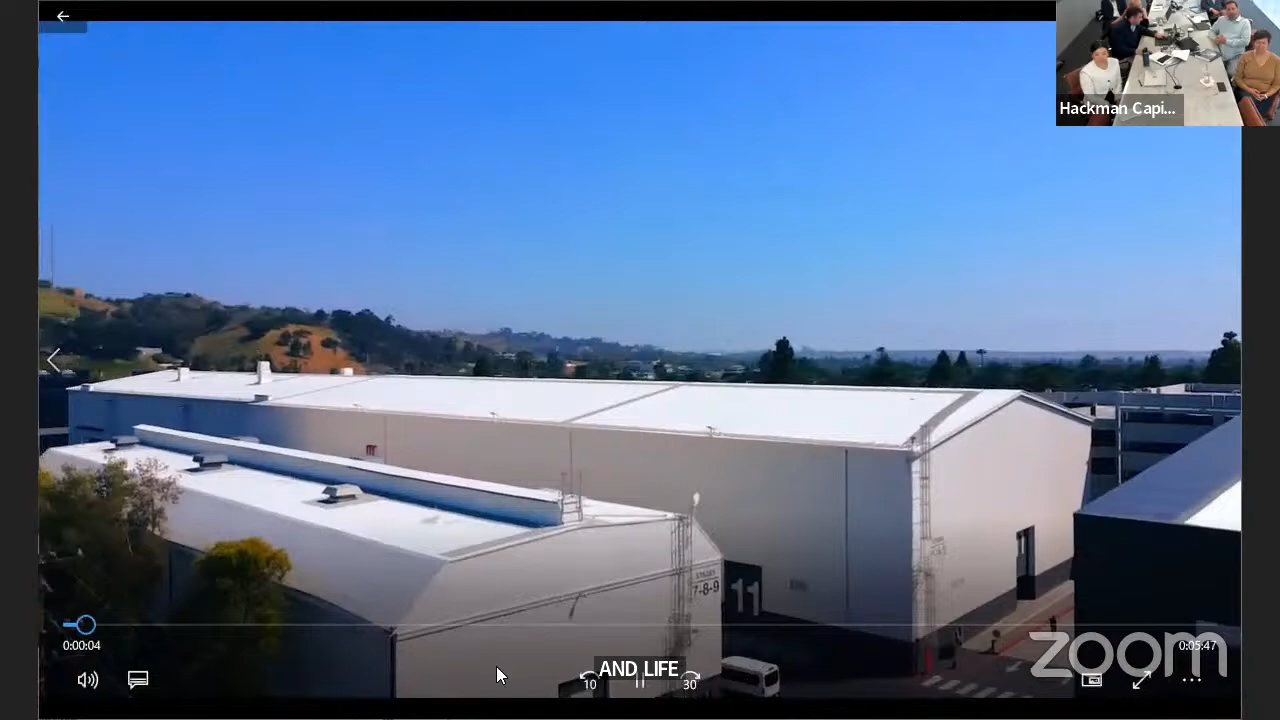 Hackman Capi...
STAGES
7-8-9
11
0:00:04
0:05:47
zoom
AND LIFE
10
30